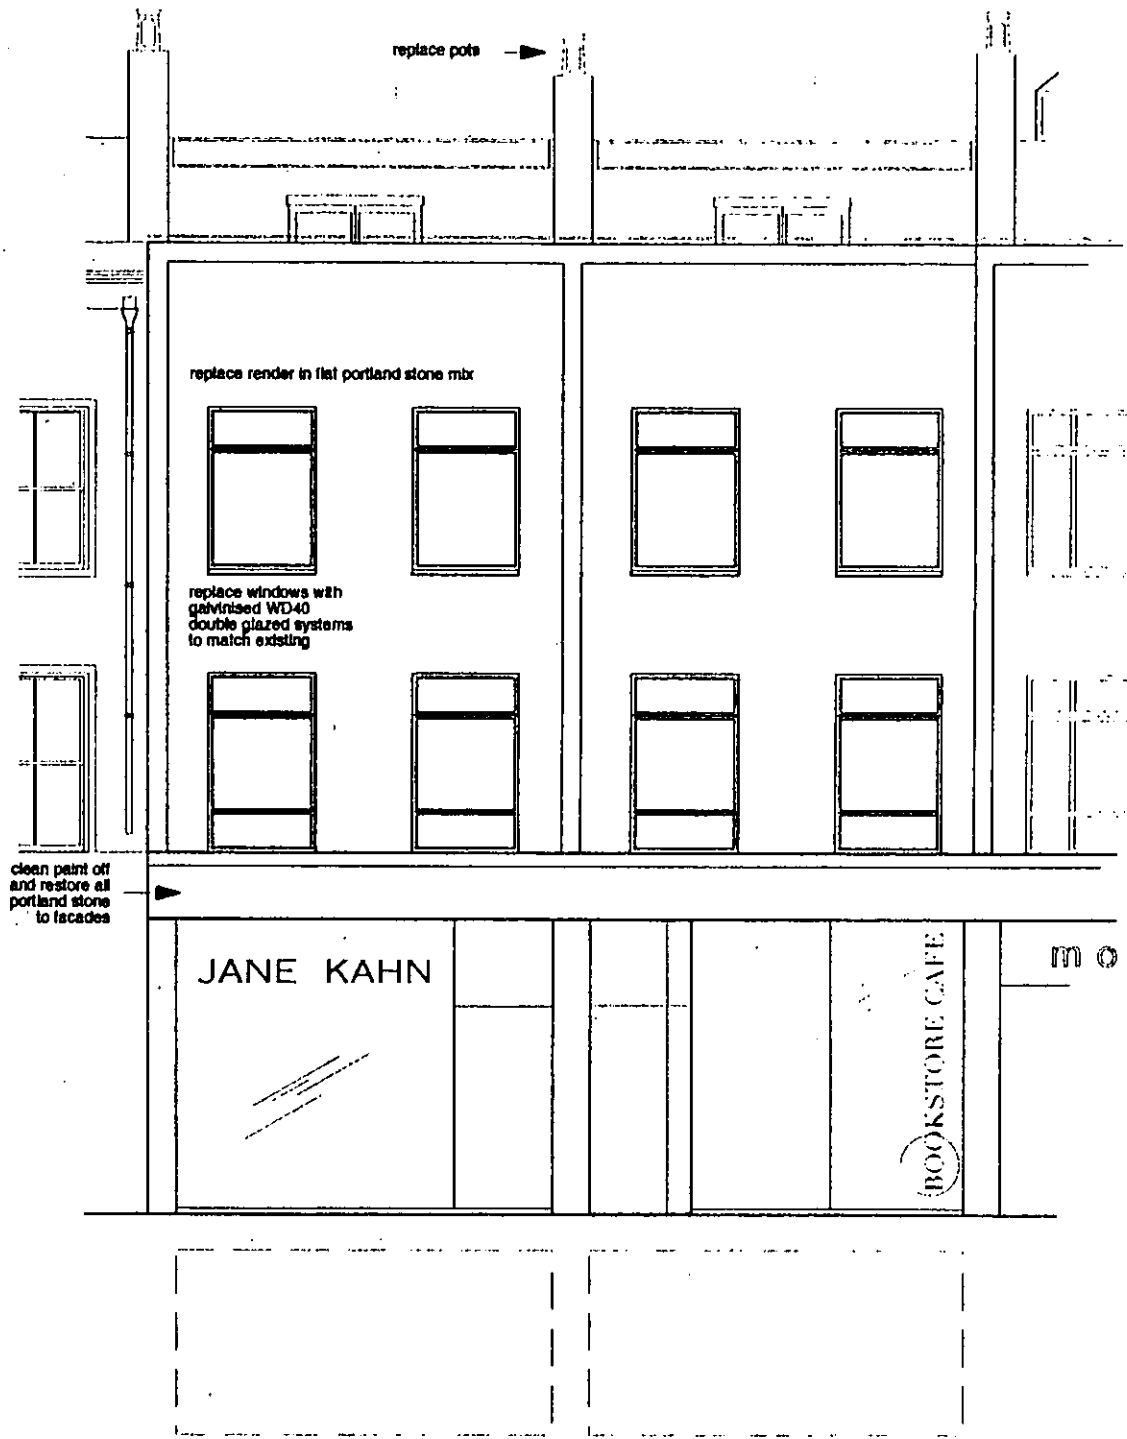 replace pots
replace render in flat portland stone mix
replace windows with
galvinised WD40
double glazed systems
to match existing
clean paint off
and restore all
portland stone
to facades
JANE KAHN
BOOKSTORE CAFE
mo